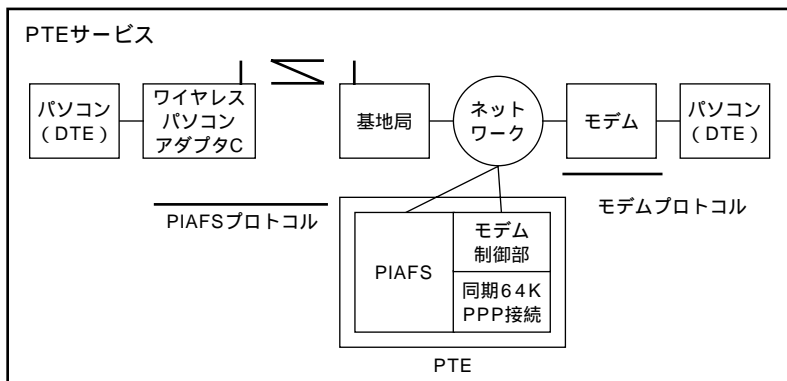 PTEサービス
パソコン
（DTE）
ワイヤレス
パソコン
アダプタC
基地局
ネット
ワーク
モデム
パソコン
（DTE）
PIAFSプロトコル
モデムプロトコル
PIAFS
モデム
制御部
同期64K
PPP接続
PTE